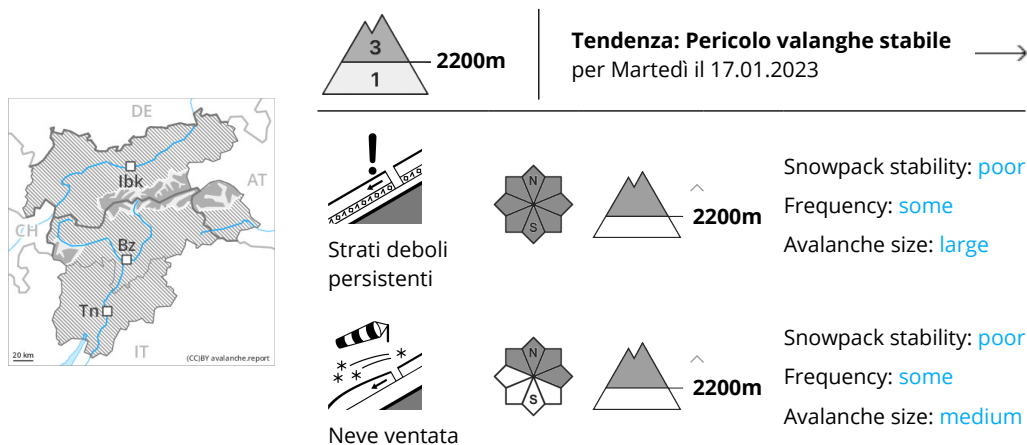 3
1
2200m
Tendenza: Pericolo valanghe stabile
per Martedì il 17.01.2023
DE
AT
CH
IT
Ibk
Bz
Tn
20 km
(CC)BY avalanche.report
Strati deboli
persistenti
N
S
2200m
Snowpack stability: poor
Frequency: some
Avalanche size: large
Neve ventata
N
S
2200m
Snowpack stability: poor
Frequency: some
Avalanche size: medium